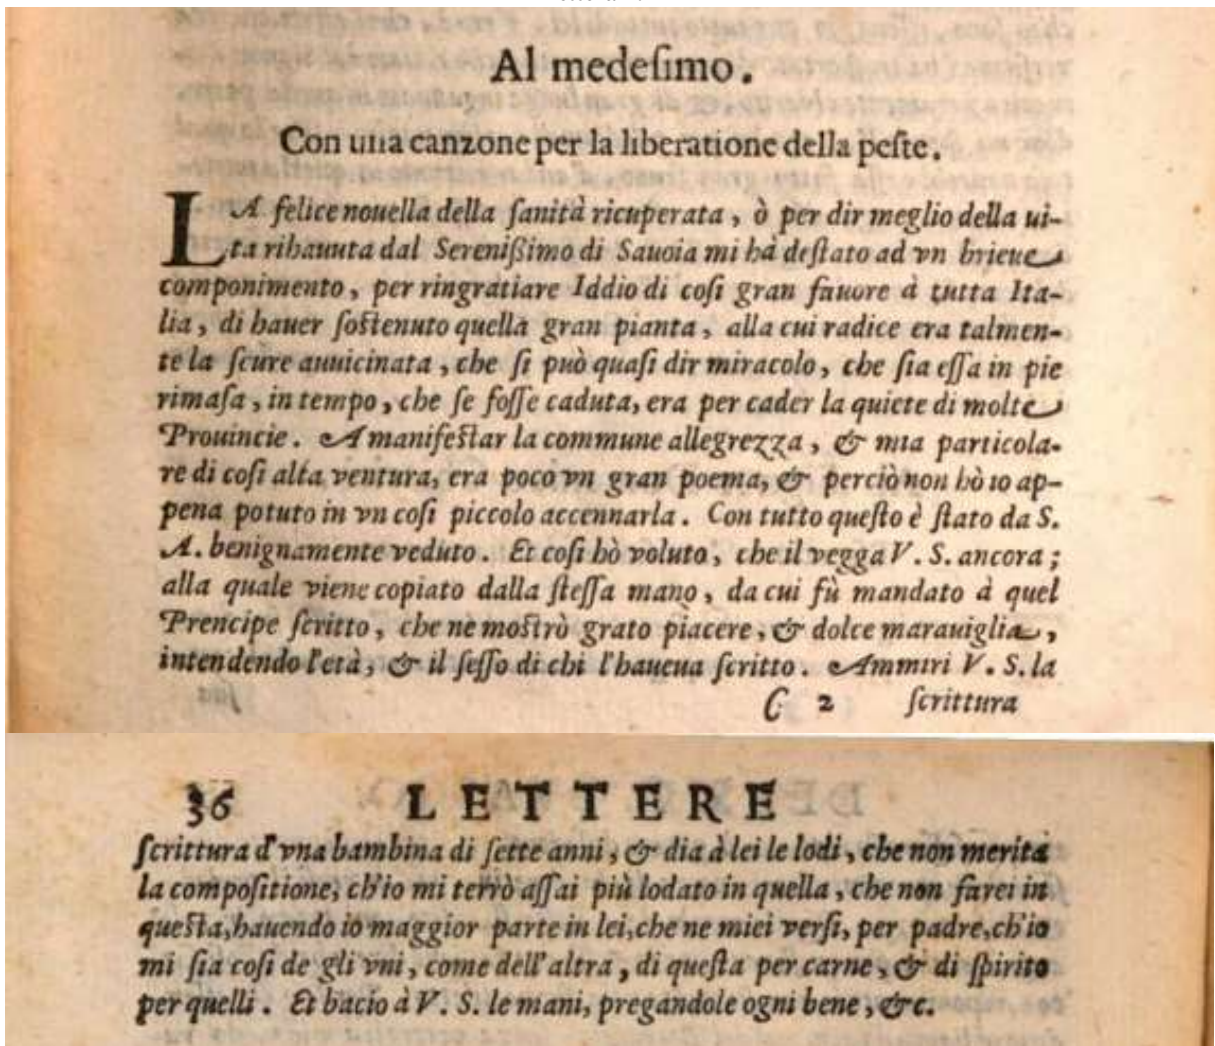 Al medeſimo.
Con una canzone per la liberatione della peſte.
LA felice nouella della ſanità ricuperata, ò per dir meglio della ui-
ta rihauuta dal Sereniſſimo di Sauoia mi hà deſtato ad vn brieue
componimento, per ringratiare Iddio di coſi gran fauore à tutta Ita-
lia, di hauer ſoſtenuto quella gran pianta, alla cui radice era talmen-
te la ſcure auuicinata, che ſi può quaſi dir miracolo, che ſia eſſa in pie
rimaſa, in tempo, che ſe foſſe caduta, era per cader la quiete di molte
Prouincie. A manifeſtar la commune allegrezza, & mia particola-
re di coſi alta ventura, era poco vn gran poema, & perciò non hò io ap-
pena potuto in vn coſi piccolo accennarla. Con tutto queſto è ſtato da S.
A. benignamente veduto. Et coſi hò voluto, che il vegga V. S. ancora;
alla quale viene copiato dalla ſteſſa mano, da cui fù mandato à quel
Prencipe ſcritto, che ne moſtrò grato piacere, & dolce marauiglia,
intendendo l'età, & il ſeſſo di chi l'haueua ſcritto. Ammiri V. S. la
C 2 ſcrittura
36 LETTERE
ſcrittura d'vna bambina di ſette anni, & dia à lei le lodi, che non merita
la compoſitione, ch'io mi terrò aſſai più lodato in quella, che non farei in
queſta, hauendo io maggior parte in lei, che ne miei verſi, per padre, ch'io
mi ſia coſi de gli vni, come dell'altra, di queſta per carne, & di ſpirito
per quelli. Et bacio à V. S. le mani, pregandole ogni bene, &c.